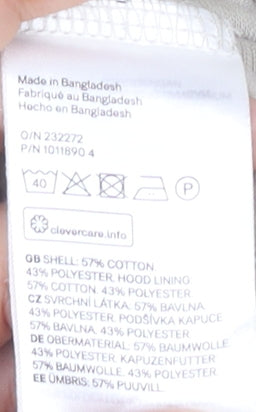 Made in Bangladesh
Fabriqué au Bangladesh
Hecho en Bangladesh
O/N 232272
P/N 1011890 4
40 P
clevercare.info
GB SHELL: 57% COTTON
43% POLYESTER. HOOD LINING
57% COTTON. 43% POLYESTER
CZ SVRCHNÍ LÁTKA: 57% BAVLNA
43% POLYESTER. PODŠÍVKA KAPUCE
57% BAVLNA. 43% POLYESTER
DE OBERMATERIAL: 57% BAUMWOLLE
43% POLYESTER. KAPUZENFUTTER
57% BAUMWOLLE. 43% POLYESTER
EE ÜMBRIS: 57% PUUVILL